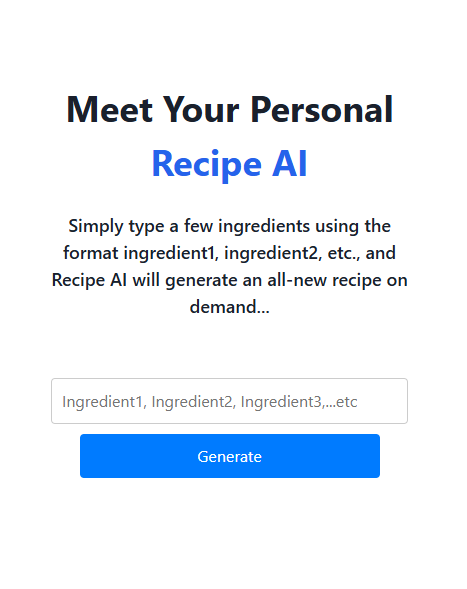 Meet Your Personal
Recipe AI
Simply type a few ingredients using the
format ingredient1, ingredient2, etc., and
Recipe AI will generate an all-new recipe on
demand...
Ingredient1, Ingredient2, Ingredient3,...etc
Generate